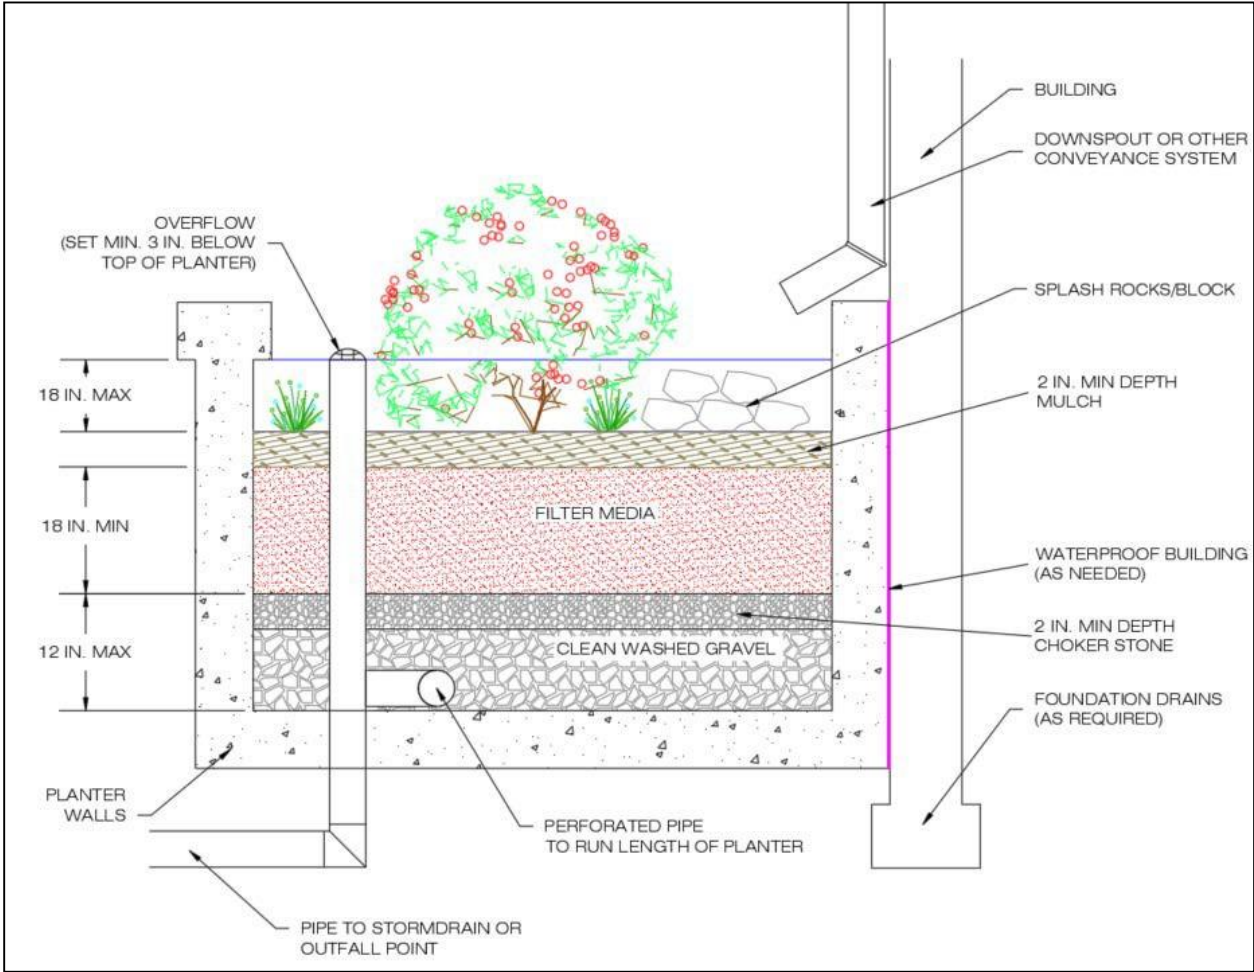 BUILDING
DOWNSPOUT OR OTHER
CONVEYANCE SYSTEM
OVERFLOW
(SET MIN. 3 IN. BELOW
TOP OF PLANTER)
SPLASH ROCKS/BLOCK
18 IN. MAX
2 IN. MIN DEPTH
MULCH
18 IN. MIN
FILTER MEDIA
WATERPROOF BUILDING
(AS NEEDED)
12 IN. MAX
CLEAN WASHED GRAVEL
2 IN. MIN DEPTH
CHOKER STONE
FOUNDATION DRAINS
(AS REQUIRED)
PLANTER
WALLS
PERFORATED PIPE
TO RUN LENGTH OF PLANTER
PIPE TO STORMDRAIN OR
OUTFALL POINT